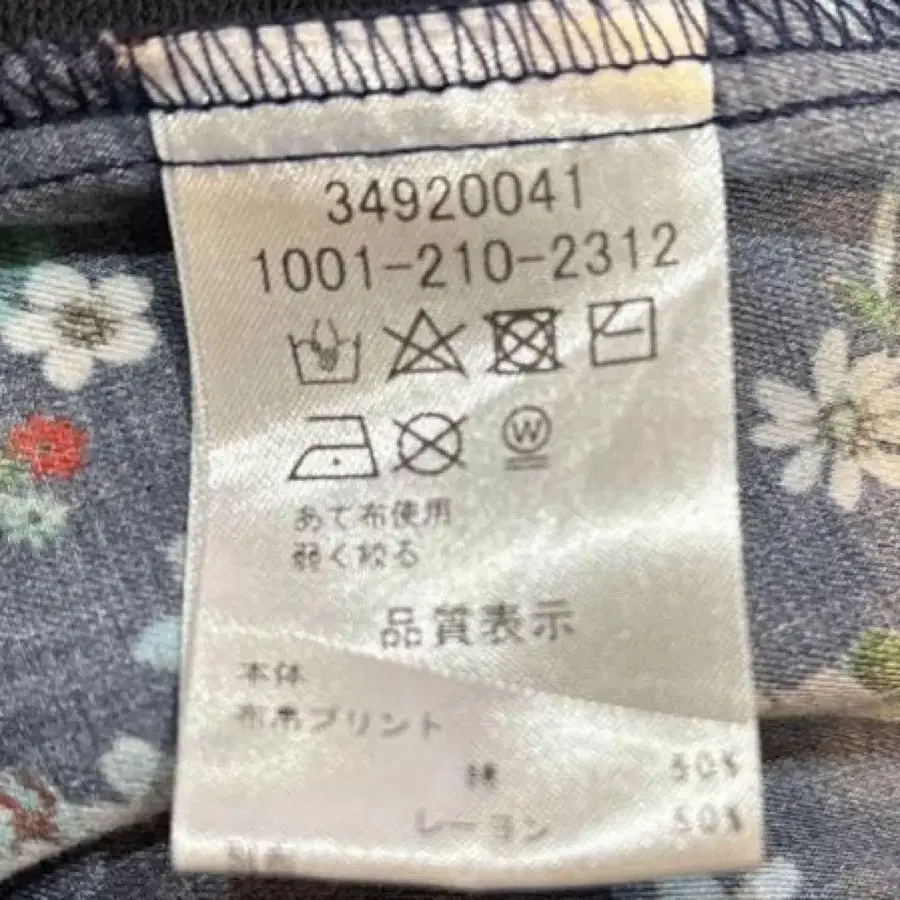 34920041
1001-210-2312
W
あて布使用
弱く絞る
品質表示
本体
布帛プリント
綿 50%
レーヨン 50%